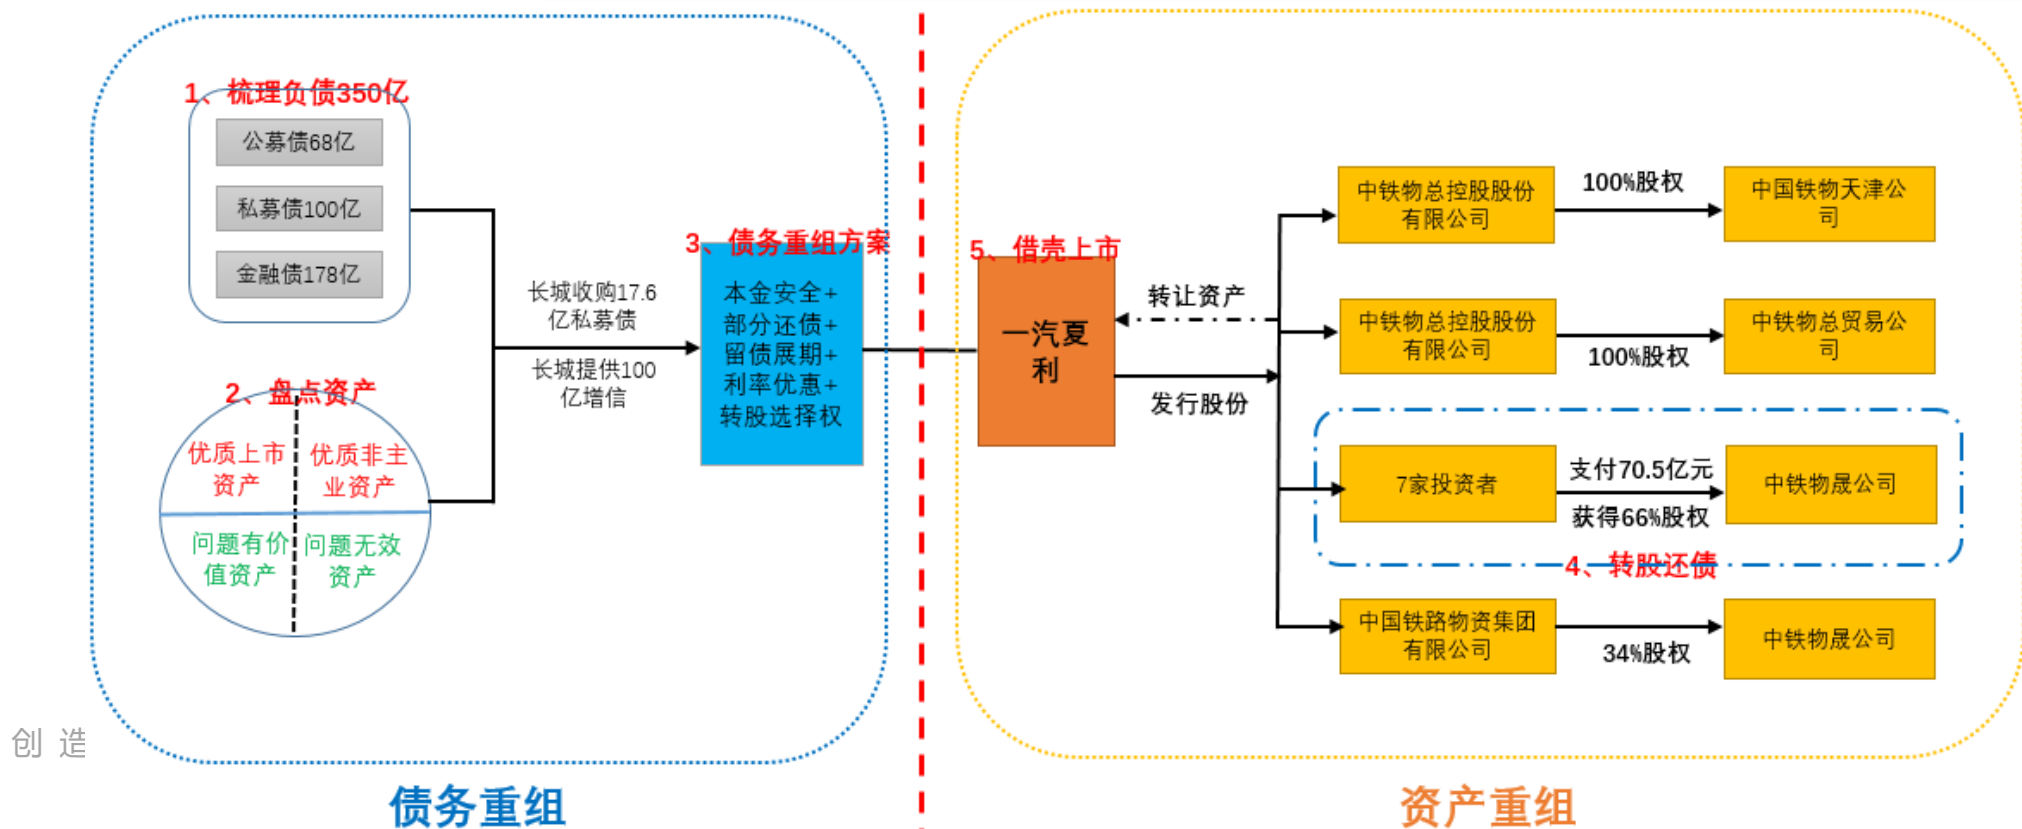 1、梳理负债350亿
公募债68亿
私募债100亿
金融债178亿
2、盘点资产
优质上市
资产
优质非主
业资产
问题有价
值资产
问题无效
资产
长城收购17.6
亿私募债
长城提供100
亿增信
3、债务重组方案
本金安全+
部分还债+
留债展期+
利率优惠+
转股选择权
债务重组
5、借壳上市
一汽夏
利
转让资产
发行股份
中铁物总控股股份
有限公司
100%股权
中国铁物天津公
司
中铁物总控股股份
有限公司
100%股权
中铁物总贸易公
司
7家投资者
支付70.5亿元
获得66%股权
中铁物晟公司
4、转股还债
中国铁路物资集团
有限公司
34%股权
中铁物晟公司
资产重组
创 造